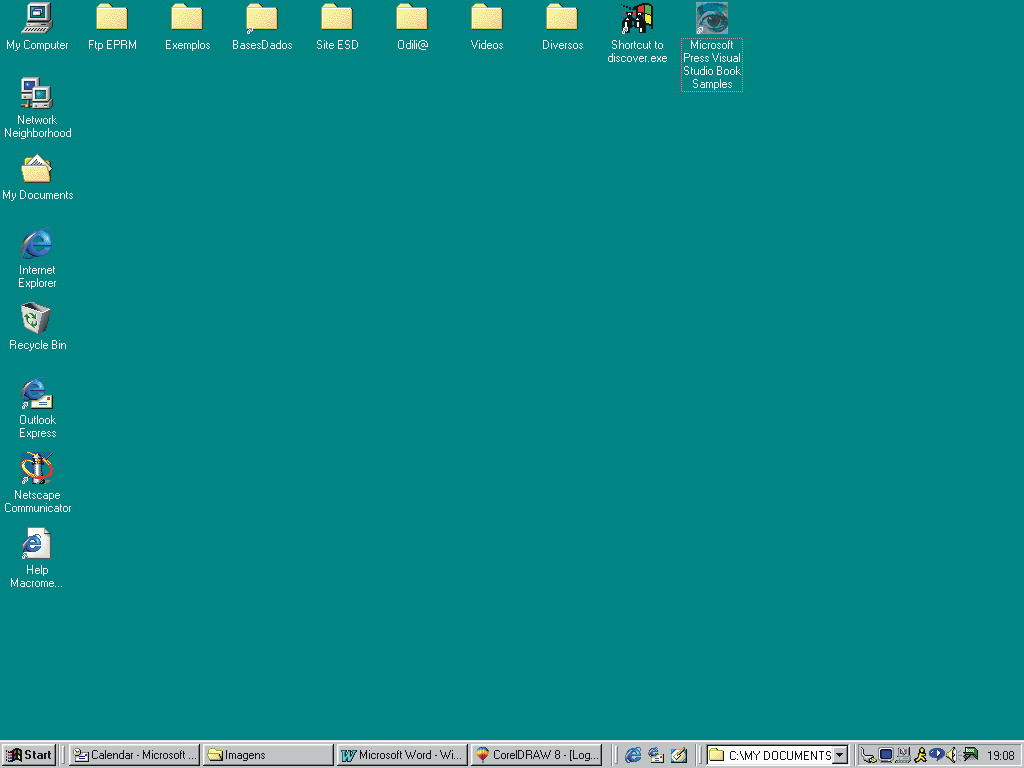 My Computer
Ftp EPRM
Exemplos
BasesDados
Site ESD
Odili@
Videos
Diversos
Shortcut to
discover.exe
Microsoft
Press Visual
Studio Book
Samples
Network
Neighborhood
My Documents
Internet
Explorer
Recycle Bin
Outlook
Express
Netscape
Communicator
Help
Macrome...
Start
Calendar - Microsoft ...
Imagens
Microsoft Word - Wi...
CorelDRAW 8 - [Log...
C:\MY DOCUMENTS
19:08